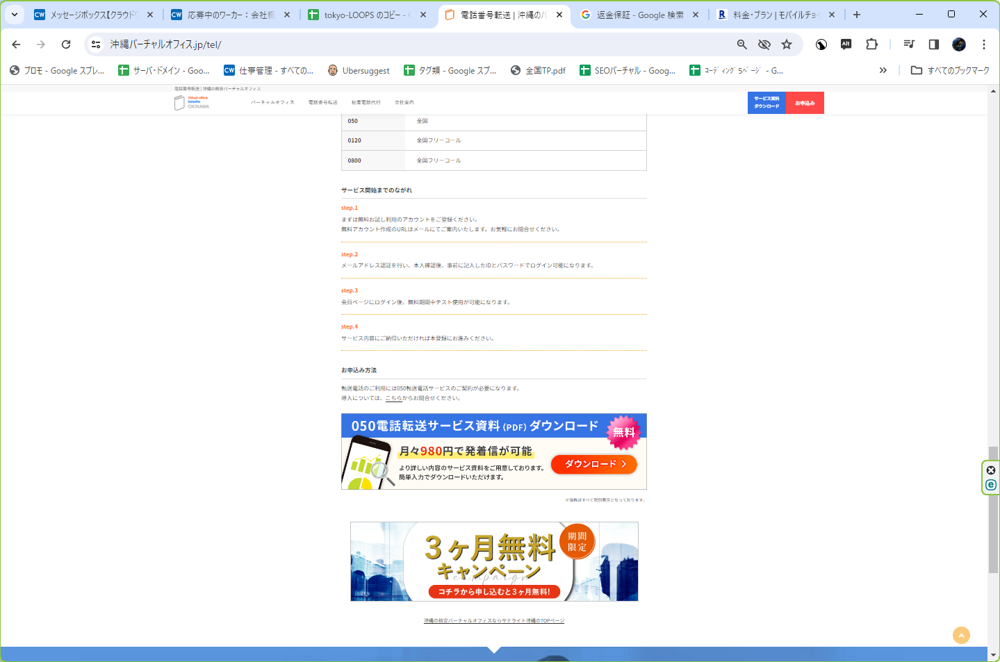 メッセージボックス【クラウドワ
応募中のワーカー：会社概
tokyo-LOOPS のコピー - G
電話番号転送 | 沖縄のバ
返金保証 - Google 検索
料金・プラン | モバイルチョイ
沖縄バーチャルオフィス.jp/tel/
プロモ - Google スプレ...
サーバ・ドメイン - Goo...
仕事管理 - すべての...
Ubersuggest
タグ類 - Google スプ...
全国TP.pdf
SEOバーチャル - Goog...
ｺｰﾃﾞｨﾝｸﾞ5ﾍﾟｰｼﾞ - G...
すべてのブックマーク
電話番号転送 | 沖縄の格安バーチャルオフィス
Virtual office
Satellite
OKINAWA
バーチャルオフィス
電話番号転送
秘書電話代行
会社案内
サービス資料
ダウンロード
お申込み
050 全国
0120 全国フリーコール
0800 全国フリーコール
サービス開始までのながれ
step.1
まずは無料お試し利用のアカウントをご登録ください。
無料アカウント作成のURLはメールにてご案内いたします。お気軽にお問合せください。
step.2
メールアドレス認証を行い、本人確認後、事前に記入したIDとパスワードでログイン可能になります。
step.3
会員ページにログイン後、無料期間中テスト使用が可能になります。
step.4
サービス内容にご納得いただければ本登録にお進みください。
お申込み方法
転送電話のご利用には050転送電話サービスのご契約が必要になります。
導入については、こちらからお問合せください。
050電話転送サービス資料（PDF）ダウンロード
無料
月々980円で発着信が可能
より詳しい内容のサービス資料をご用意しております。
簡単入力でダウンロードいただけます。
ダウンロード
※価格はすべて税別表示となっております。
期間
限定
3ヶ月無料
キャンペーン
campaign
コチラから申し込むと3ヶ月無料!
沖縄の格安バーチャルオフィスならサテライト沖縄のTOPページ